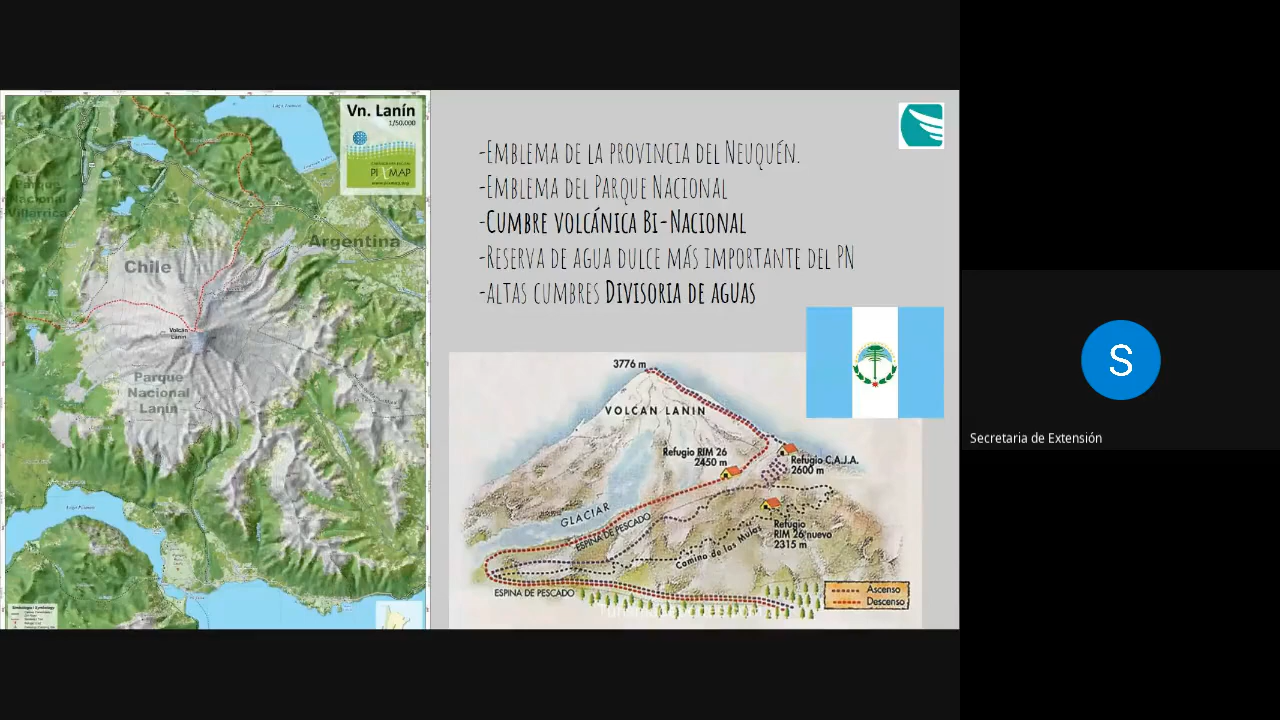 Vn. Lanín
1/50.000
PIXMAP
Parque
Nacional
Villarrica
Argentina
Chile
Volcán
Lanín
Parque
Nacional
Lanín
-Emblema de la provincia del Neuquén.
-Emblema del Parque Nacional
-Cumbre volcánica Bi-Nacional
-Reserva de agua dulce más importante del PN
-altas cumbres Divisoria de aguas
3776 m
VOLCAN LANIN
Refugio RIM 26
2450 m
Refugio C.A.J.A.
2600 m
GLACIAR
ESPINA DE PESCADO
Camino de las Mulas
Refugio
RIM 26 nuevo
2315 m
ESPINA DE PESCADO
Ascenso
Descenso
S
Secretaria de Extensión